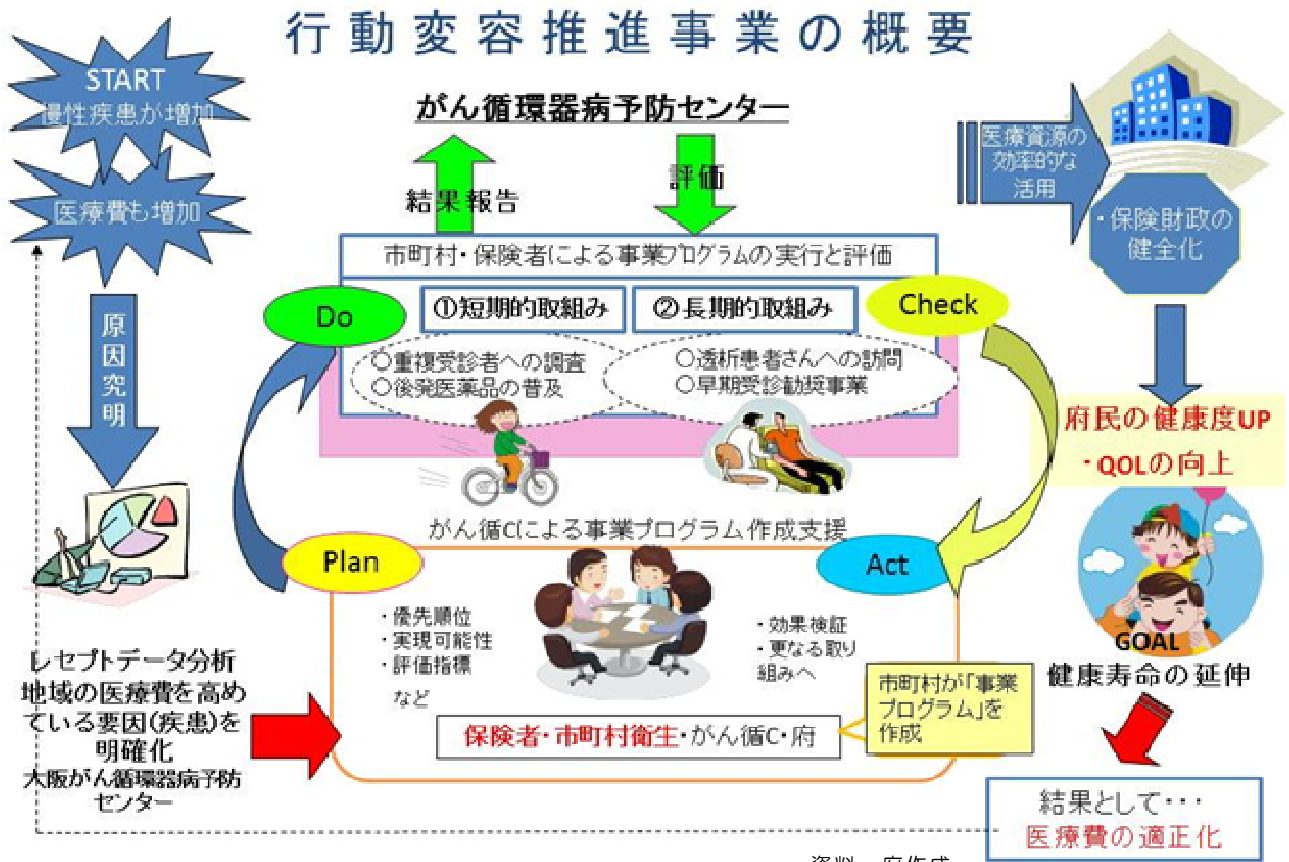 行動変容推進事業の概要
START
慢性疾患が増加
医療費も増加
原因究明
レセプトデータ分析
地域の医療費を高め
ている要因(疾患)を
明確化
大阪がん循環器病予防
センター
がん循環器病予防センター
結果報告
評価
市町村・保険者による事業プログラムの実行と評価
Do
①短期的取組み
②長期的取組み
Check
○重複受診者への調査
○後発医薬品の普及
○透析患者さんへの訪問
○早期受診勧奨事業
がん循Cによる事業プログラム作成支援
Plan
Act
・優先順位
・実現可能性
・評価指標
など
・効果検証
・更なる取り
組みへ
市町村が「事業
プログラム」を
作成
保険者・市町村衛生・がん循C・府
医療資源の
効率的な
活用
・保険財政の
健全化
府民の健康度UP
・QOLの向上
GOAL
健康寿命の延伸
結果として・・・
医療費の適正化